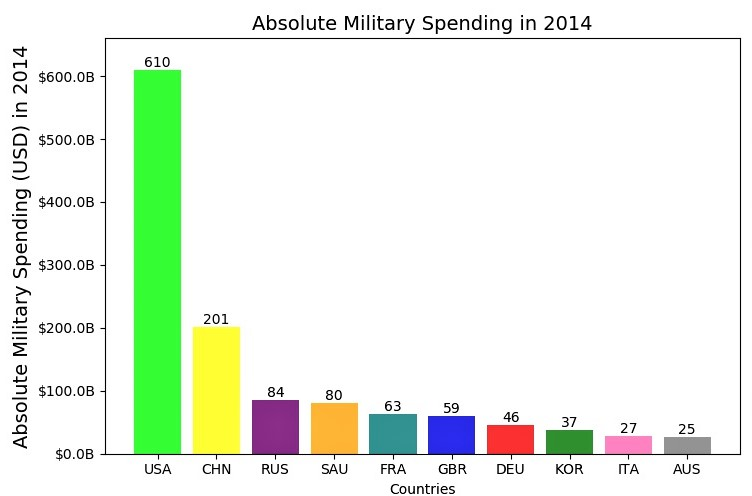 Absolute Military Spending in 2014
Absolute Military Spending (USD) in 2014
$600.0B
$500.0B
$400.0B
$300.0B
$200.0B
$100.0B
$0.0B
610
201
84
80
63
59
46
37
27
25
USA CHN RUS SAU FRA GBR DEU KOR ITA AUS
Countries